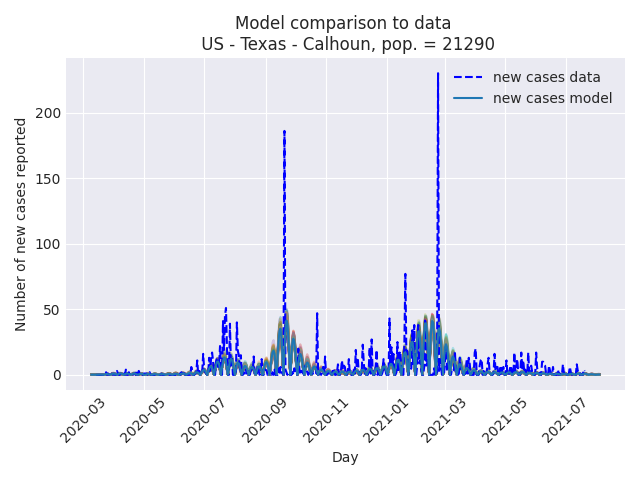 Model comparison to data
US - Texas - Calhoun, pop. = 21290
new cases data
new cases model
Number of new cases reported
200
150
100
50
0
2020-03
2020-05
2020-07
2020-09
2020-11
2021-01
2021-03
2021-05
2021-07
Day